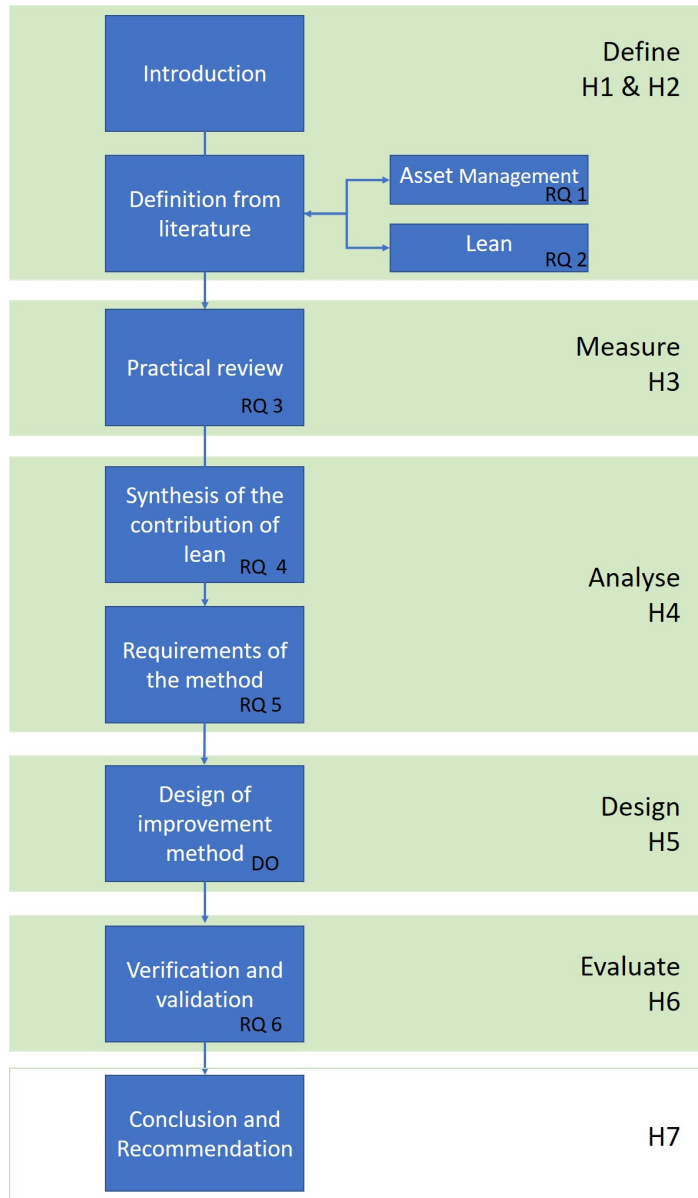 Introduction
Define
H1 & H2
Definition from
literature
Asset Management
RQ 1
Lean
RQ 2
Practical review
RQ 3
Measure
H3
Synthesis of the
contribution of
lean
RQ 4
Requirements of
the method
RQ 5
Analyse
H4
Design of
improvement
method
DO
Design
H5
Verification and
validation
RQ 6
Evaluate
H6
Conclusion and
Recommendation
H7